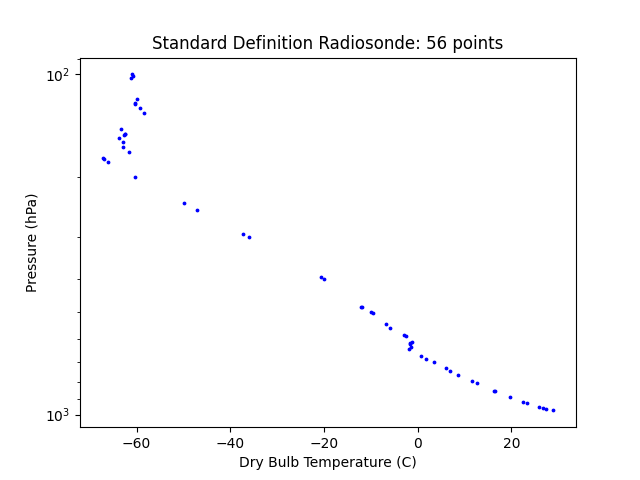 Standard Definition Radiosonde: 56 points
10²
Pressure (hPa)
10³
−60
−40
−20
0
20
Dry Bulb Temperature (C)